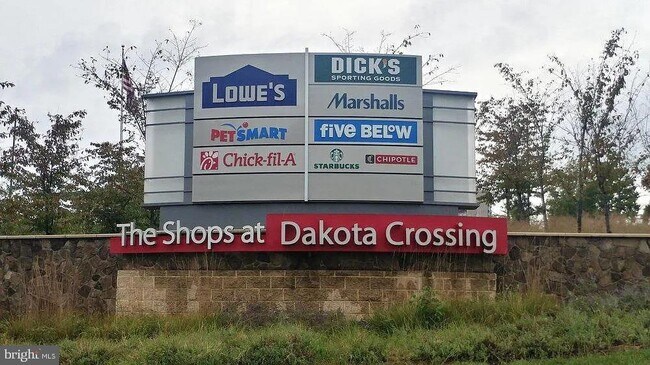 LOWE'S
PETSMART
Chick-fil-A
DICK'S
SPORTING GOODS
Marshalls
five BELOW
STARBUCKS
CHIPOTLE
The Shops at Dakota Crossing
bright MLS